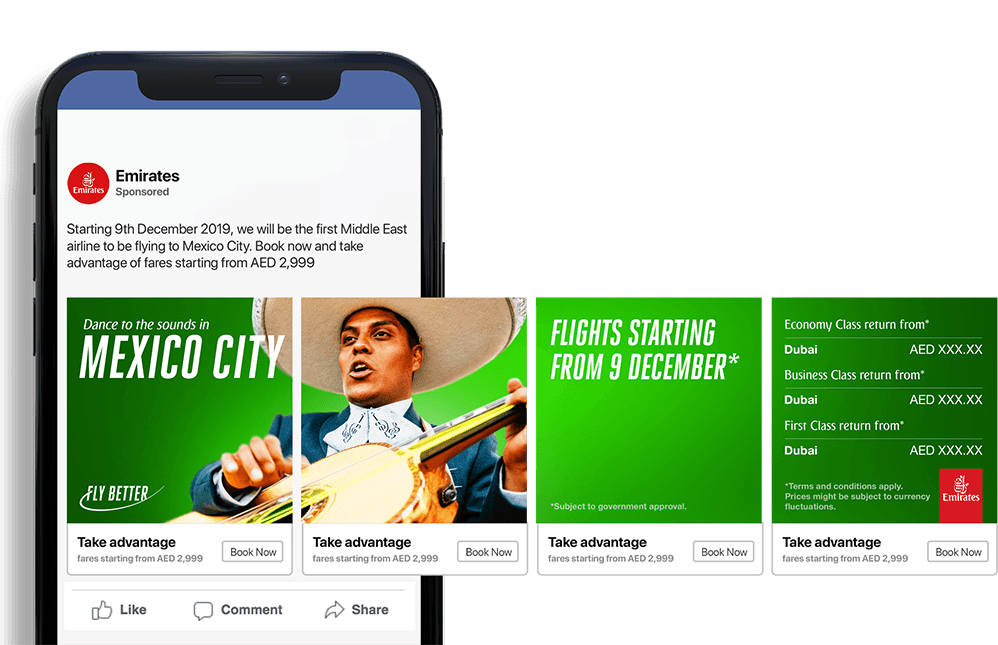 Emirates
Emirates
Sponsored
Starting 9th December 2019, we will be the first Middle East
airline to be flying to Mexico City. Book now and take
advantage of fares starting from AED 2,999
Dance to the sounds in
MEXICO CITY
FLY BETTER
Take advantage
fares starting from AED 2,999
Book Now
Take advantage
fares starting from AED 2,999
Book Now
FLIGHTS STARTING
FROM 9 DECEMBER*
*Subject to government approval.
Take advantage
fares starting from AED 2,999
Book Now
Economy Class return from*
Dubai AED XXX.XX
Business Class return from*
Dubai AED XXX.XX
First Class return from*
Dubai AED XXX.XX
*Terms and conditions apply.
Prices might be subject to currency
fluctuations.
Emirates
Take advantage
fares starting from AED 2,999
Book Now
Like Comment Share